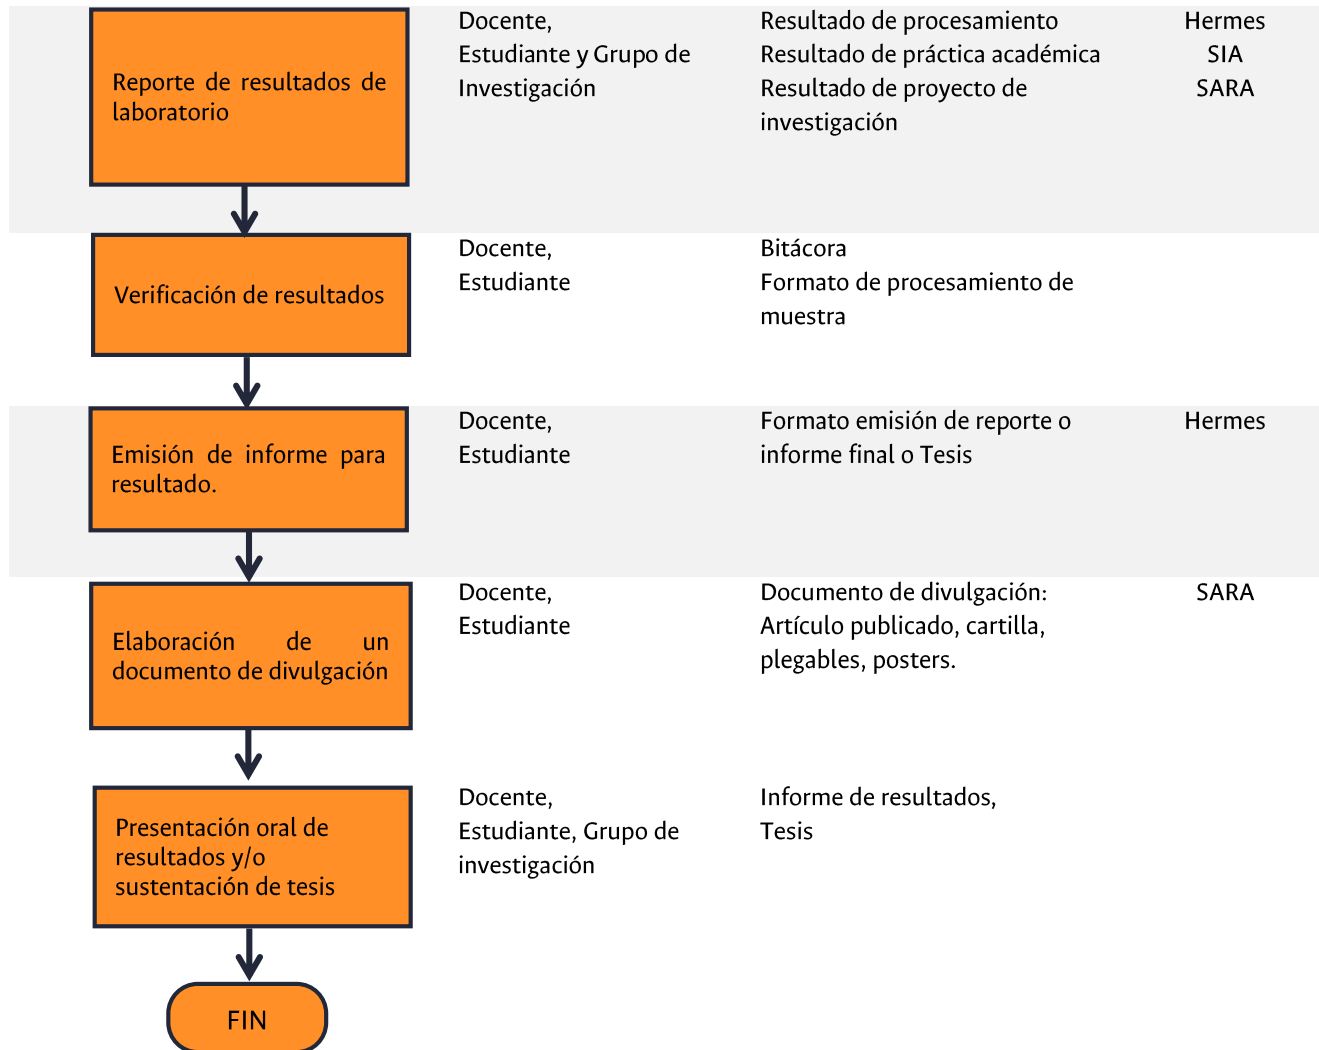 Reporte de resultados de
laboratorio
Docente,
Estudiante y Grupo de
Investigación
Resultado de procesamiento
Resultado de práctica académica
Resultado de proyecto de
investigación
Hermes
SIA
SARA
Verificación de resultados
Docente,
Estudiante
Bitácora
Formato de procesamiento de
muestra
Emisión de informe para
resultado.
Docente,
Estudiante
Formato emisión de reporte o
informe final o Tesis
Hermes
Elaboración de un
documento de divulgación
Docente,
Estudiante
Documento de divulgación:
Artículo publicado, cartilla,
plegables, posters.
SARA
Presentación oral de
resultados y/o
sustentación de tesis
Docente,
Estudiante, Grupo de
investigación
Informe de resultados,
Tesis
FIN